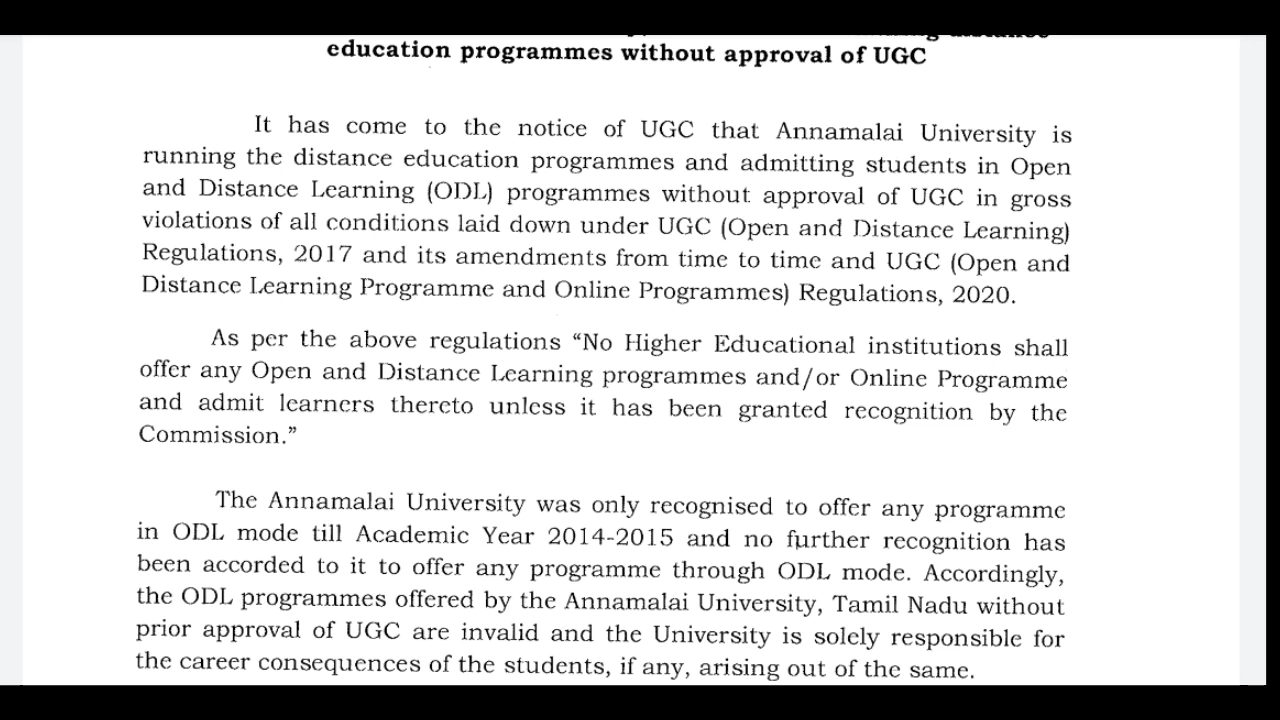 education programmes without approval of UGC
It has come to the notice of UGC that Annamalai University is
running the distance education programmes and admitting students in Open
and Distance Learning (ODL) programmes without approval of UGC in gross
violations of all conditions laid down under UGC (Open and Distance Learning)
Regulations, 2017 and its amendments from time to time and UGC (Open and
Distance Learning Programme and Online Programmes) Regulations, 2020.
As per the above regulations “No Higher Educational institutions shall
offer any Open and Distance Learning programmes and/or Online Programme
and admit learners thereto unless it has been granted recognition by the
Commission.”
The Annamalai University was only recognised to offer any programme
in ODL mode till Academic Year 2014-2015 and no further recognition has
been accorded to it to offer any programme through ODL mode. Accordingly,
the ODL programmes offered by the Annamalai University, Tamil Nadu without
prior approval of UGC are invalid and the University is solely responsible for
the career consequences of the students, if any, arising out of the same.